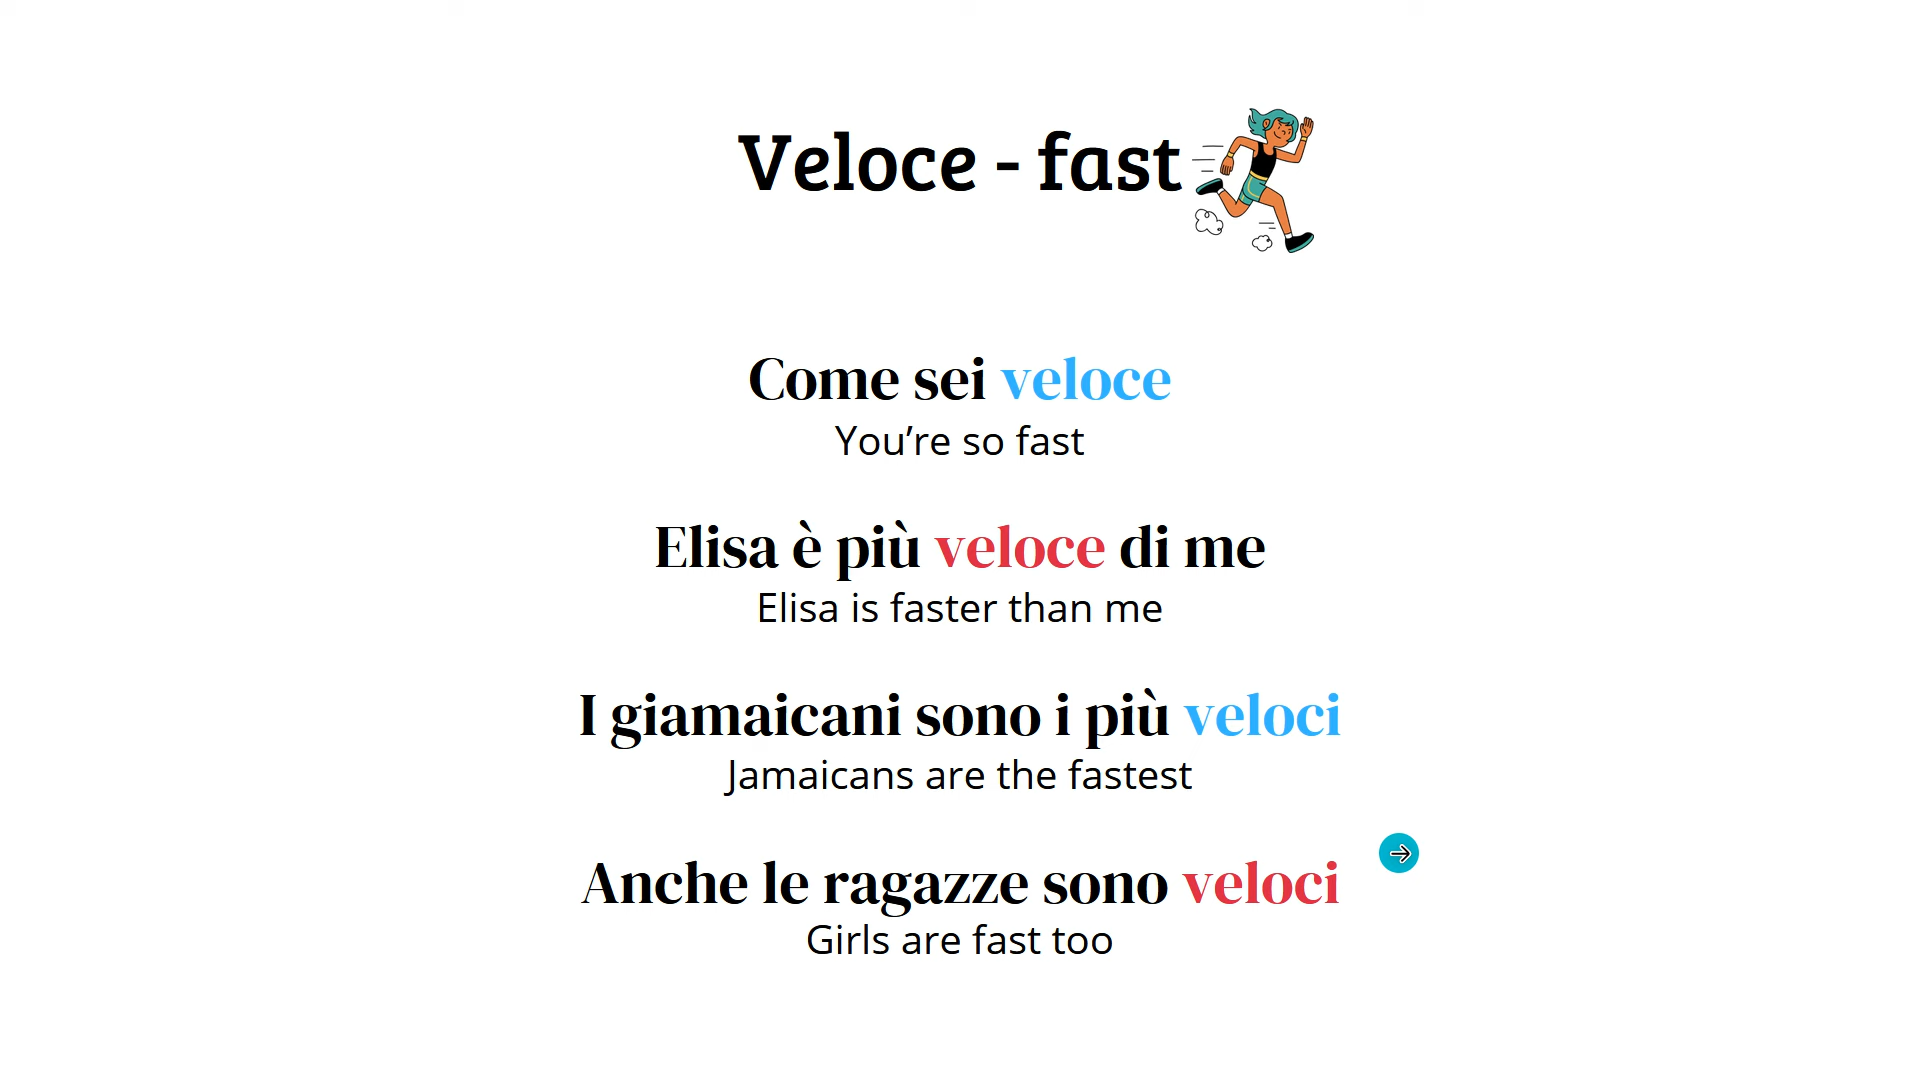 Veloce - fast
Come sei veloce
You’re so fast
Elisa è più veloce di me
Elisa is faster than me
I giamaicani sono i più veloci
Jamaicans are the fastest
Anche le ragazze sono veloci
Girls are fast too